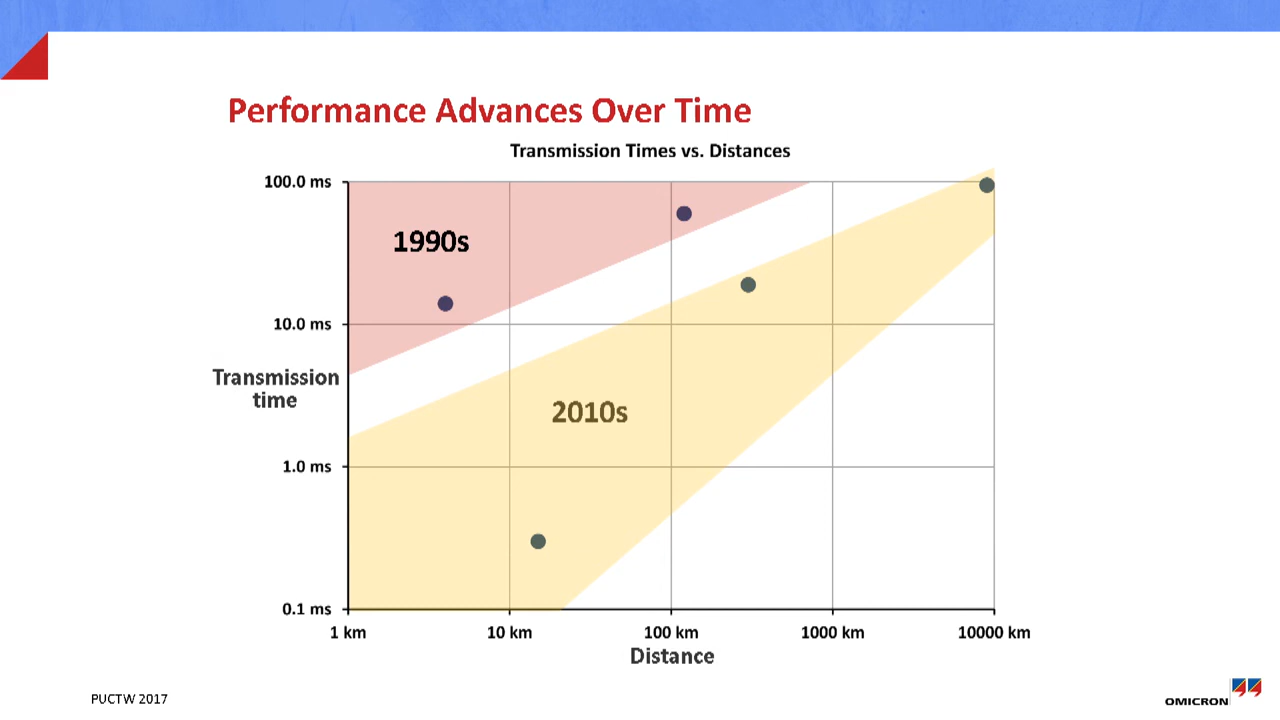 Performance Advances Over Time
Transmission Times vs. Distances
100.0 ms
1990s
10.0 ms
Transmission
time
2010s
1.0 ms
0.1 ms
1 km
10 km
100 km
1000 km
10000 km
Distance
PUCTW 2017
OMICRON